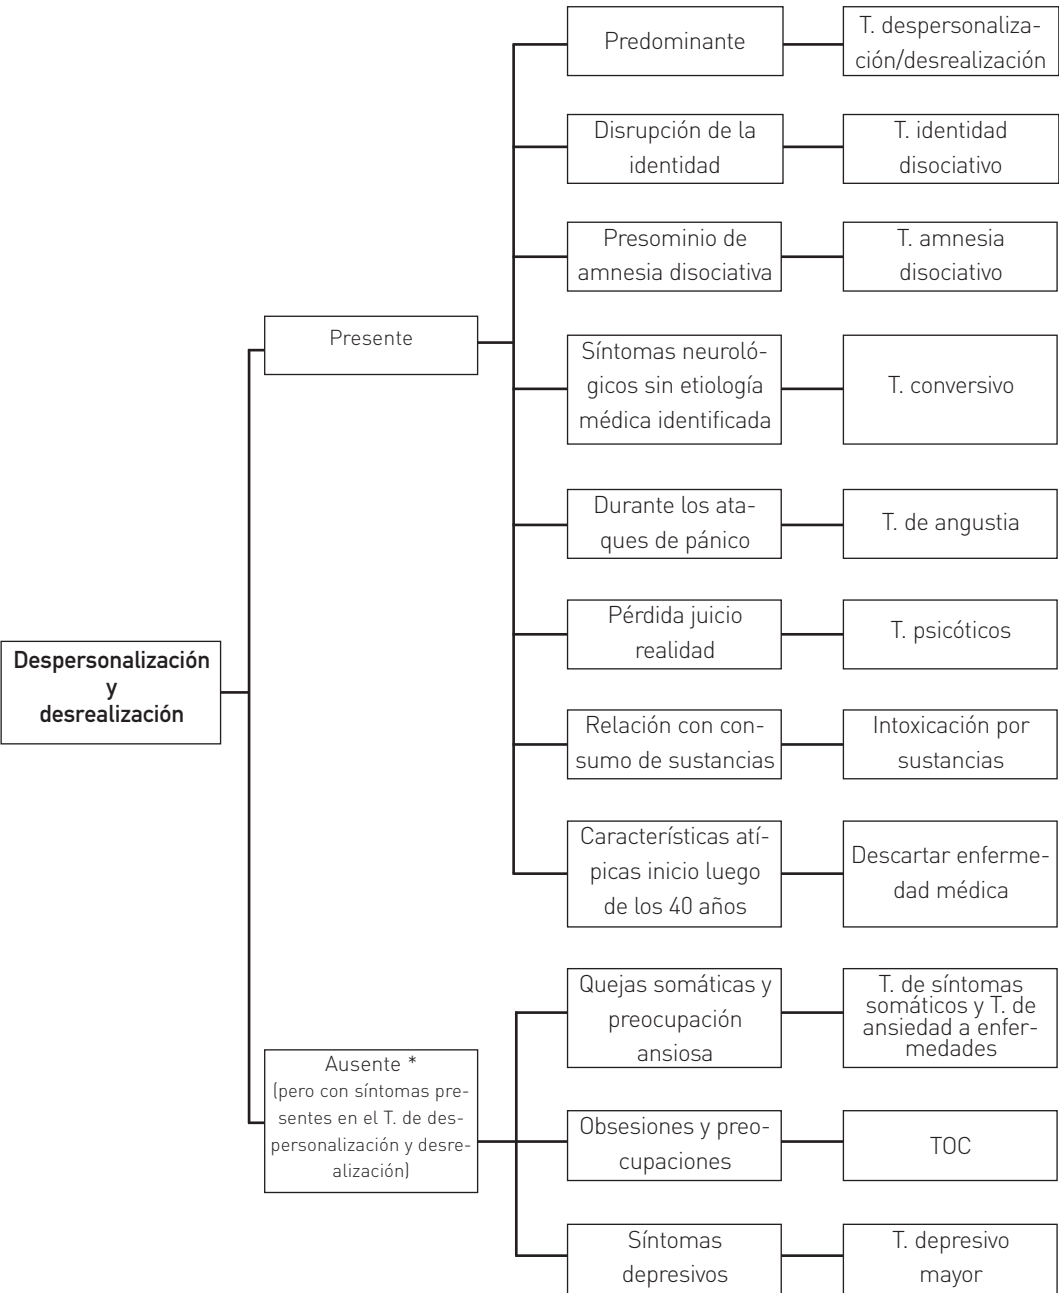 Predominante
T. despersonaliza-
ción/desrealización
Disrupción de la
identidad
T. identidad
disociativo
Presominio de
amnesia disociativa
T. amnesia
disociativo
Presente
Síntomas neuroló-
gicos sin etiología
médica identificada
T. conversivo
Durante los ata-
ques de pánico
T. de angustia
Pérdida juicio
realidad
T. psicóticos
Despersonalización
y
desrealización
Relación con con-
sumo de sustancias
Intoxicación por
sustancias
Característícas atí-
picas inicio luego
de los 40 años
Descartar enferme-
dad médica
Quejas somáticas y
preocupación
ansiosa
T. de síntomas
somáticos y T. de
ansiedad a enfer-
medades
Ausente *
(pero con síntomas pre-
sentes en el T. de des-
personalización y desre-
alización)
Obsesiones y preo-
cupaciones
TOC
Síntomas
depresivos
T. depresivo
mayor